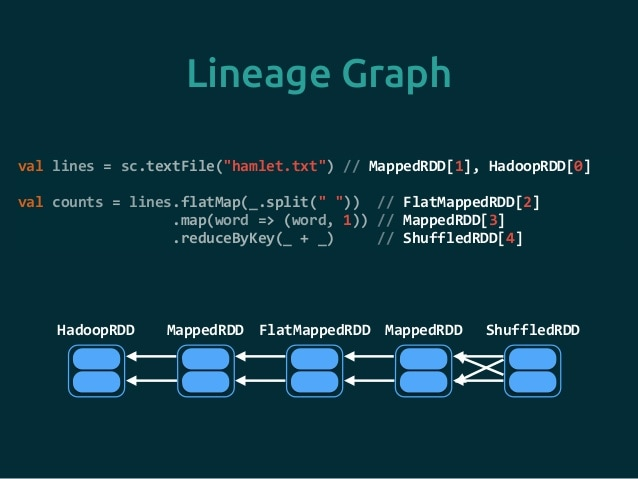 Lineage Graph
val lines = sc.textFile("hamlet.txt") // MappedRDD[1], HadoopRDD[0]
val counts = lines.flatMap(_.split(" ")) // FlatMappedRDD[2]
.map(word => (word, 1)) // MappedRDD[3]
.reduceByKey(_ + _) // ShuffledRDD[4]
HadoopRDD MappedRDD FlatMappedRDD MappedRDD ShuffledRDD